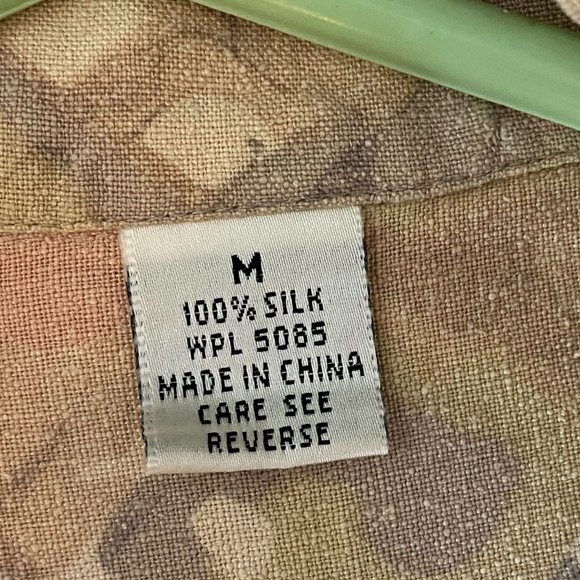 M
100% SILK
WPL 5085
MADE IN CHINA
CARE SEE
REVERSE